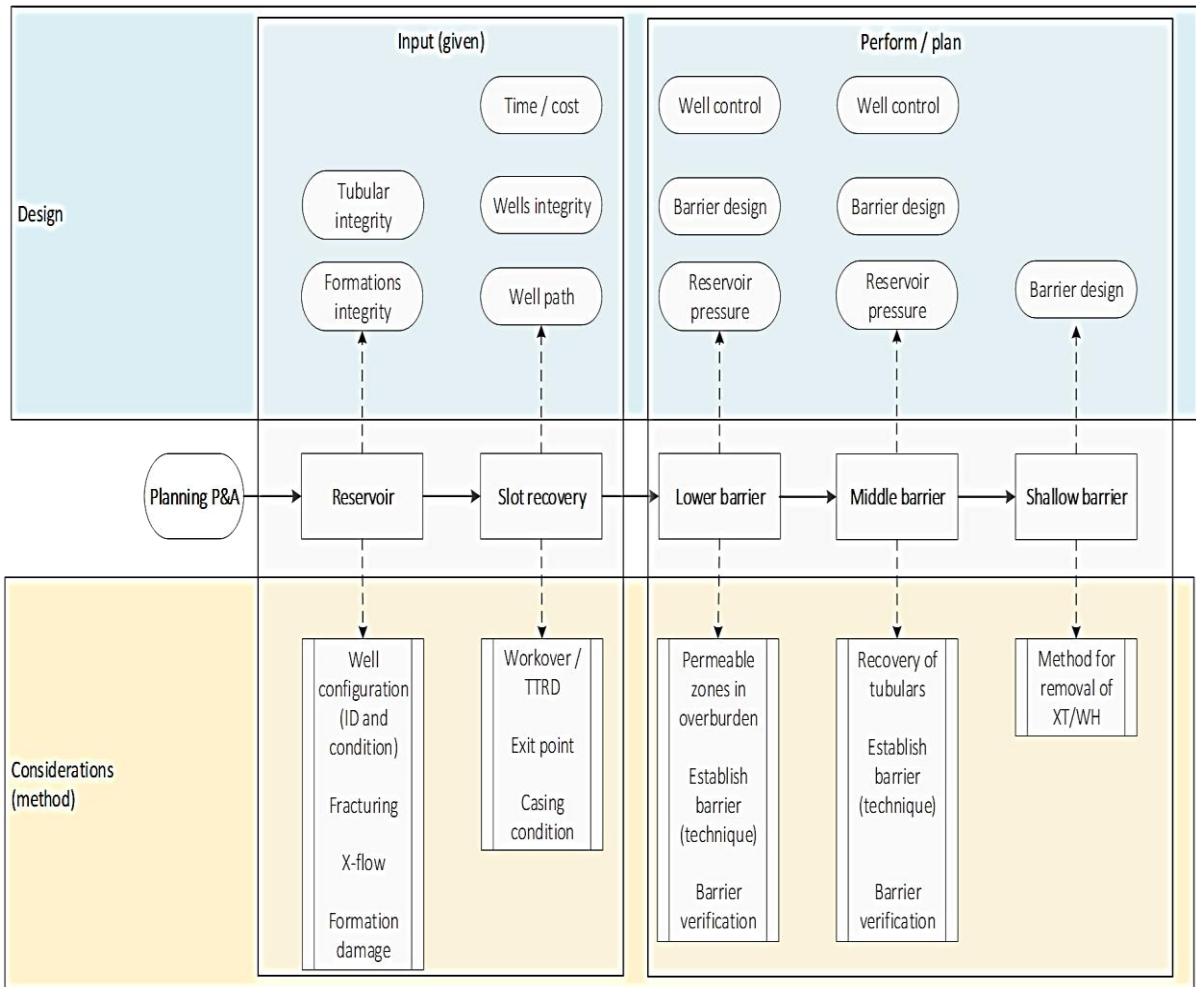 Input (given)
Perform / plan
Time / cost
Well control
Well control
Design
Tubular
integrity
Wells integrity
Barrier design
Barrier design
Formations
integrity
Well path
Reservoir
pressure
Reservoir
pressure
Barrier design
Planning P&A
Reservoir
Slot recovery
Lower barrier
Middle barrier
Shallow barrier
Considerations
(method)
Well
configuration
(ID and
condition)
Fracturing
X-flow
Formation
damage
Workover /
TTRD
Exit point
Casing
condition
Permeable
zones in
overburden
Establish
barrier
(technique)
Barrier
verification
Recovery of
tubulars
Establish
barrier
(technique)
Barrier
verification
Method for
removal of
XT/WH